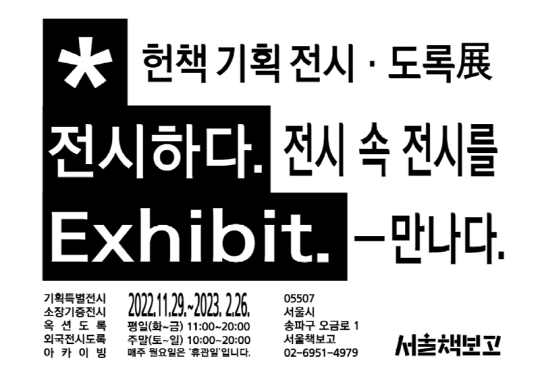 * 헌책 기획 전시 · 도록展
전시하다. 전시 속 전시를
Exhibit. —만나다.
기획특별전시
소장기증전시
옥션도록
외국전시도록
아카이빙
2022.11.29.~2023. 2.26.
평일(화~금) 11:00~20:00
주말(토~일) 10:00~20:00
매주 월요일은 '휴관일'입니다.
05507
서울시
송파구 오금로 1
서울책보고
02-6951-4979
서울책보고